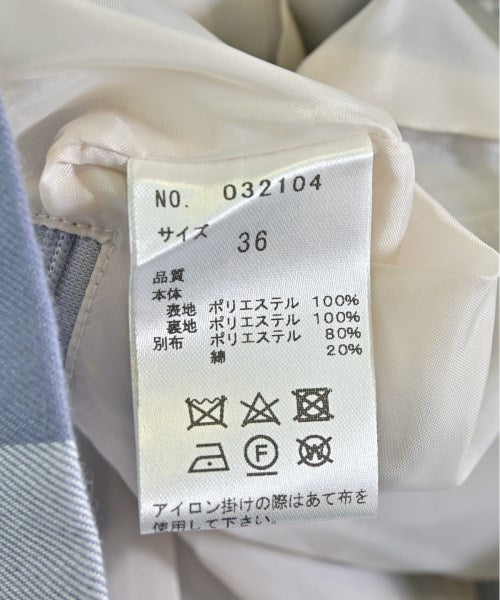 NO. 032104
サイズ 36
品質
本体
表地 ポリエステル 100%
裏地 ポリエステル 100%
別布 ポリエステル 80%
綿 20%
F
W
アイロン掛けの際はあて布を
使用して下さい。